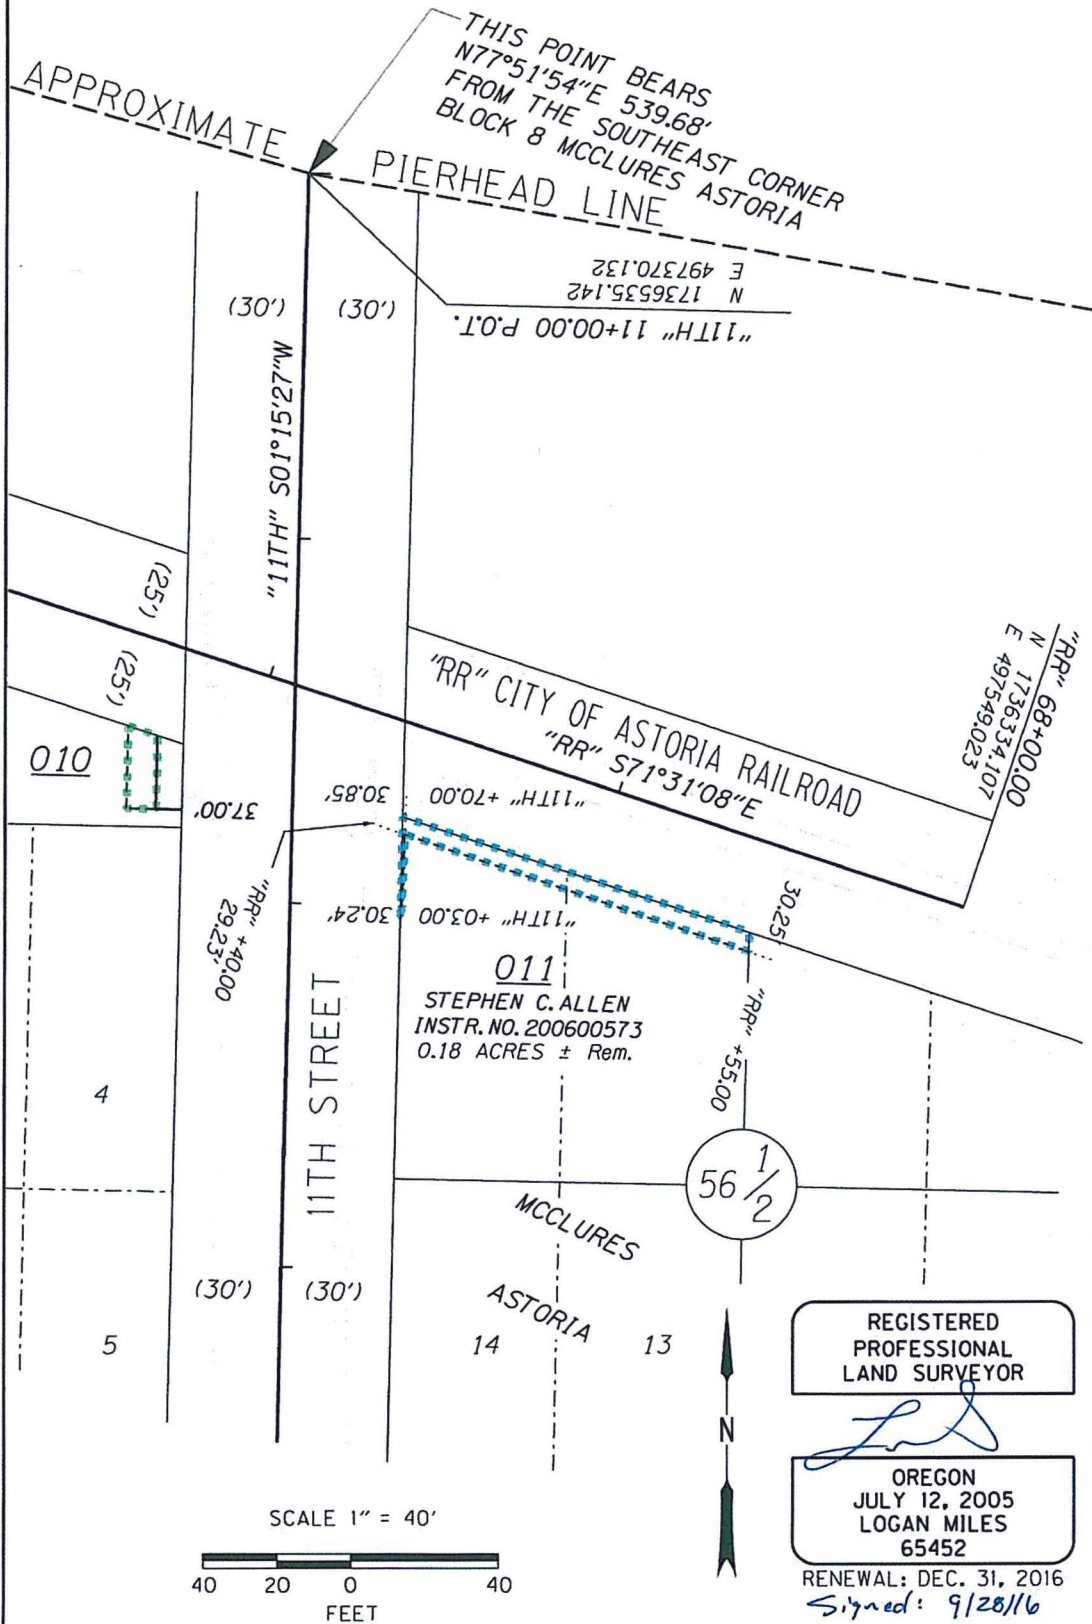 THIS POINT BEARS
N77°51'54"E 539.68'
FROM THE SOUTHEAST CORNER
BLOCK 8 MCCLURES ASTORIA
APPROXIMATE PIERHEAD LINE
"11TH" 11+00.00 P.O.T.
N 1736535.142
E 497370.132
(30')
(30')
"11TH" S01°15'27"W
(25')
(25')
"RR" 68+00.00
N 1736334.107
E 497549.023
"RR" CITY OF ASTORIA RAILROAD
"RR" S71°31'08"E
010
37.00'
"11TH" +70.00 30.85'
"11TH" +03.00 30.24'
30.25'
"RR" +40.00
29.23'
011
STEPHEN C. ALLEN
INSTR. NO. 200600573
0.18 ACRES ± Rem.
"RR" +55.00
11TH STREET
4
56 1/2
MCCLURES
ASTORIA
(30')
(30')
5
14
13
N
REGISTERED
PROFESSIONAL
LAND SURVEYOR
OREGON
JULY 12, 2005
LOGAN MILES
65452
RENEWAL: DEC. 31, 2016
Signed: 9/28/16
SCALE 1" = 40'
40 20 0 40
FEET